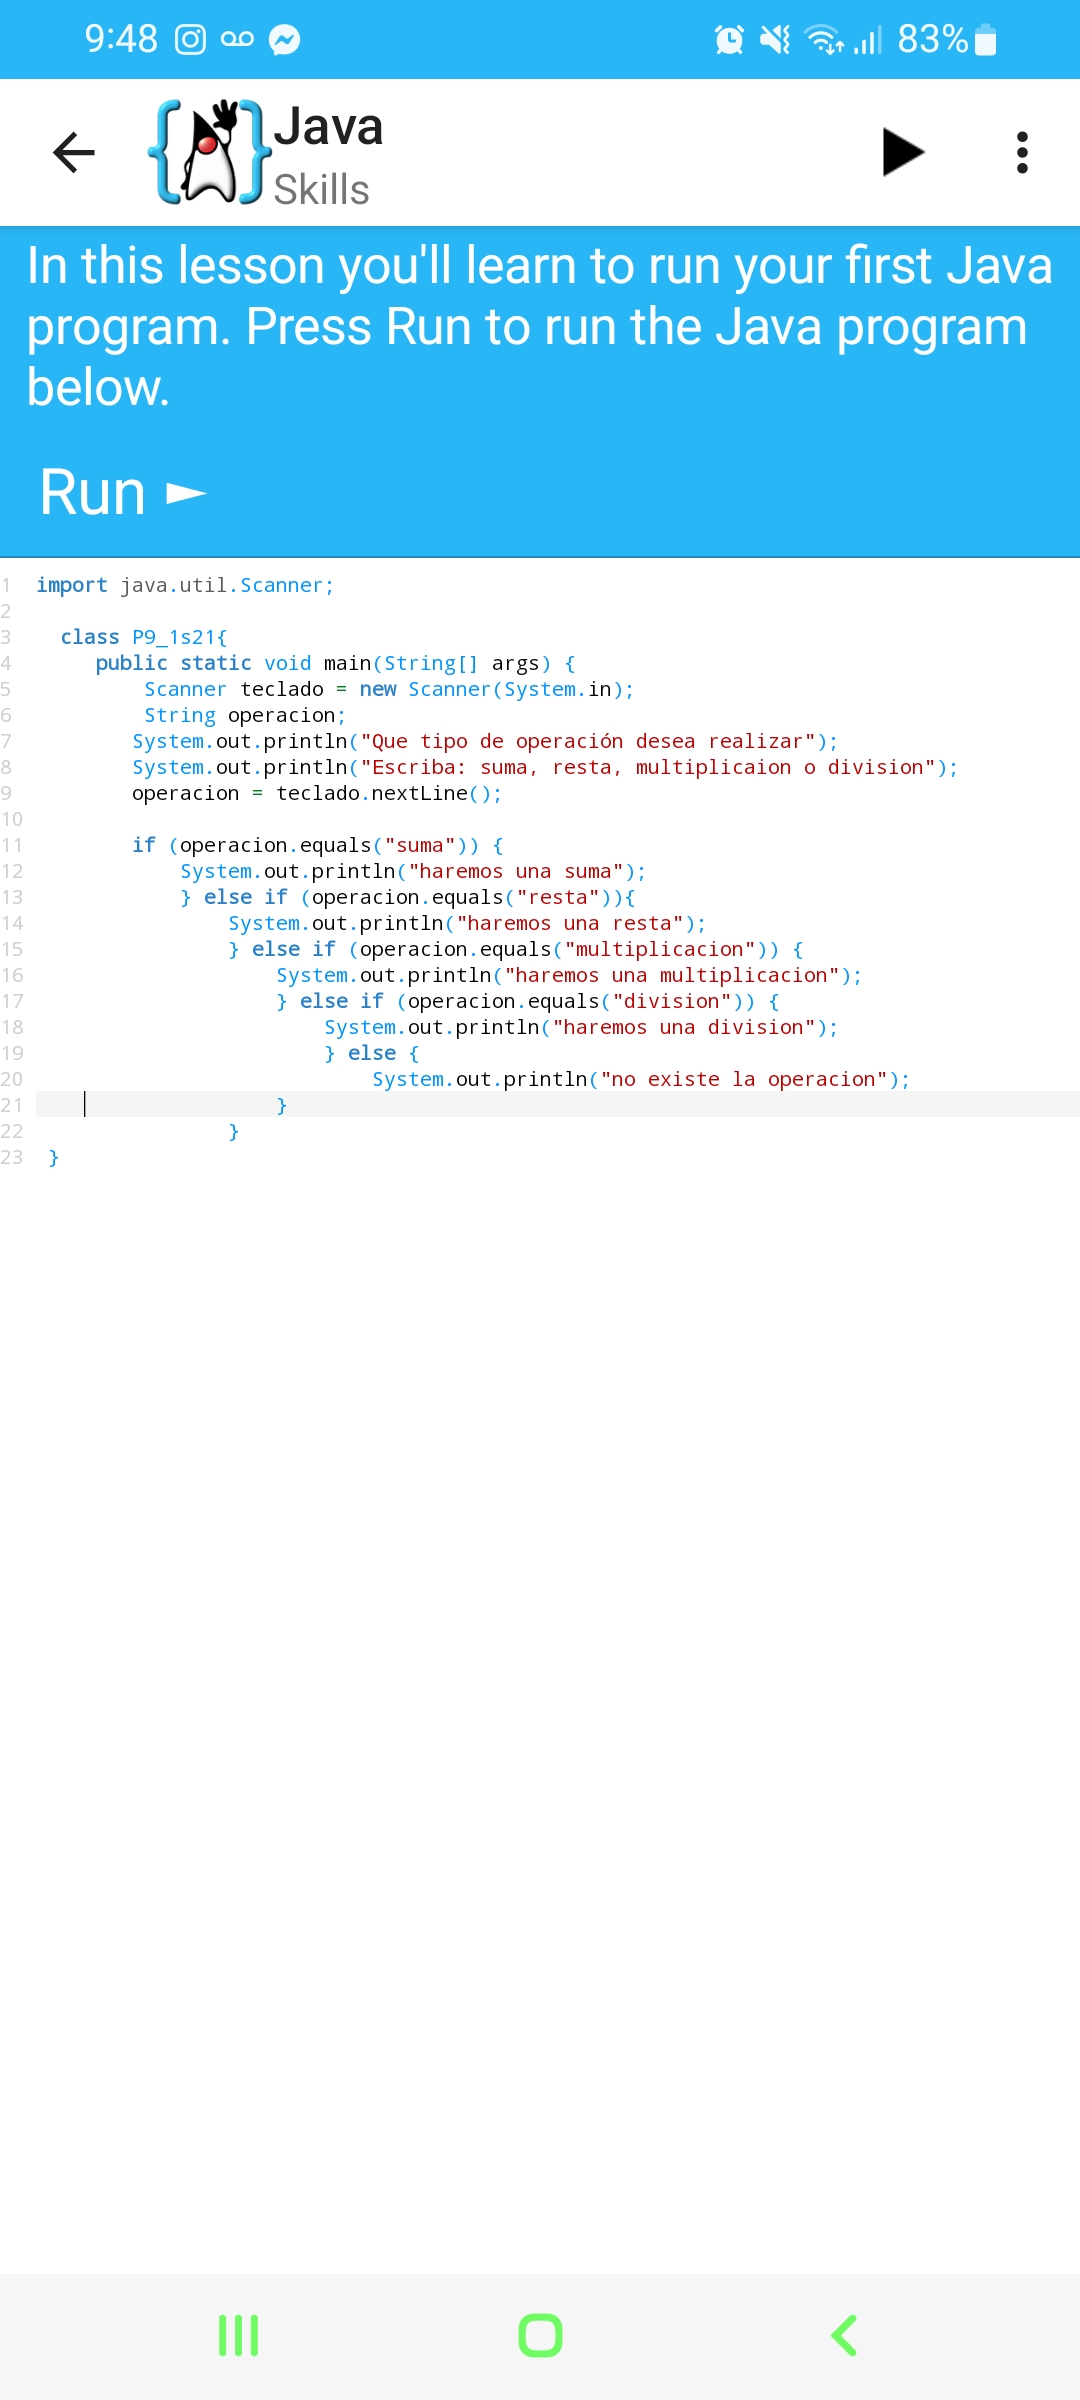 9:48 83%
Java
Skills
In this lesson you'll learn to run your first Java
program. Press Run to run the Java program
below.
Run
1 import java.util.Scanner;
2
3 class P9_1s21{
4 public static void main(String[] args) {
5 Scanner teclado = new Scanner(System.in);
6 String operacion;
7 System.out.println("Que tipo de operación desea realizar");
8 System.out.println("Escriba: suma, resta, multiplicaion o division");
9 operacion = teclado.nextLine();
10
11 if (operacion.equals("suma")) {
12 System.out.println("haremos una suma");
13 } else if (operacion.equals("resta")){
14 System.out.println("haremos una resta");
15 } else if (operacion.equals("multiplicacion")) {
16 System.out.println("haremos una multiplicacion");
17 } else if (operacion.equals("division")) {
18 System.out.println("haremos una division");
19 } else {
20 System.out.println("no existe la operacion");
21 }
22 }
23 }